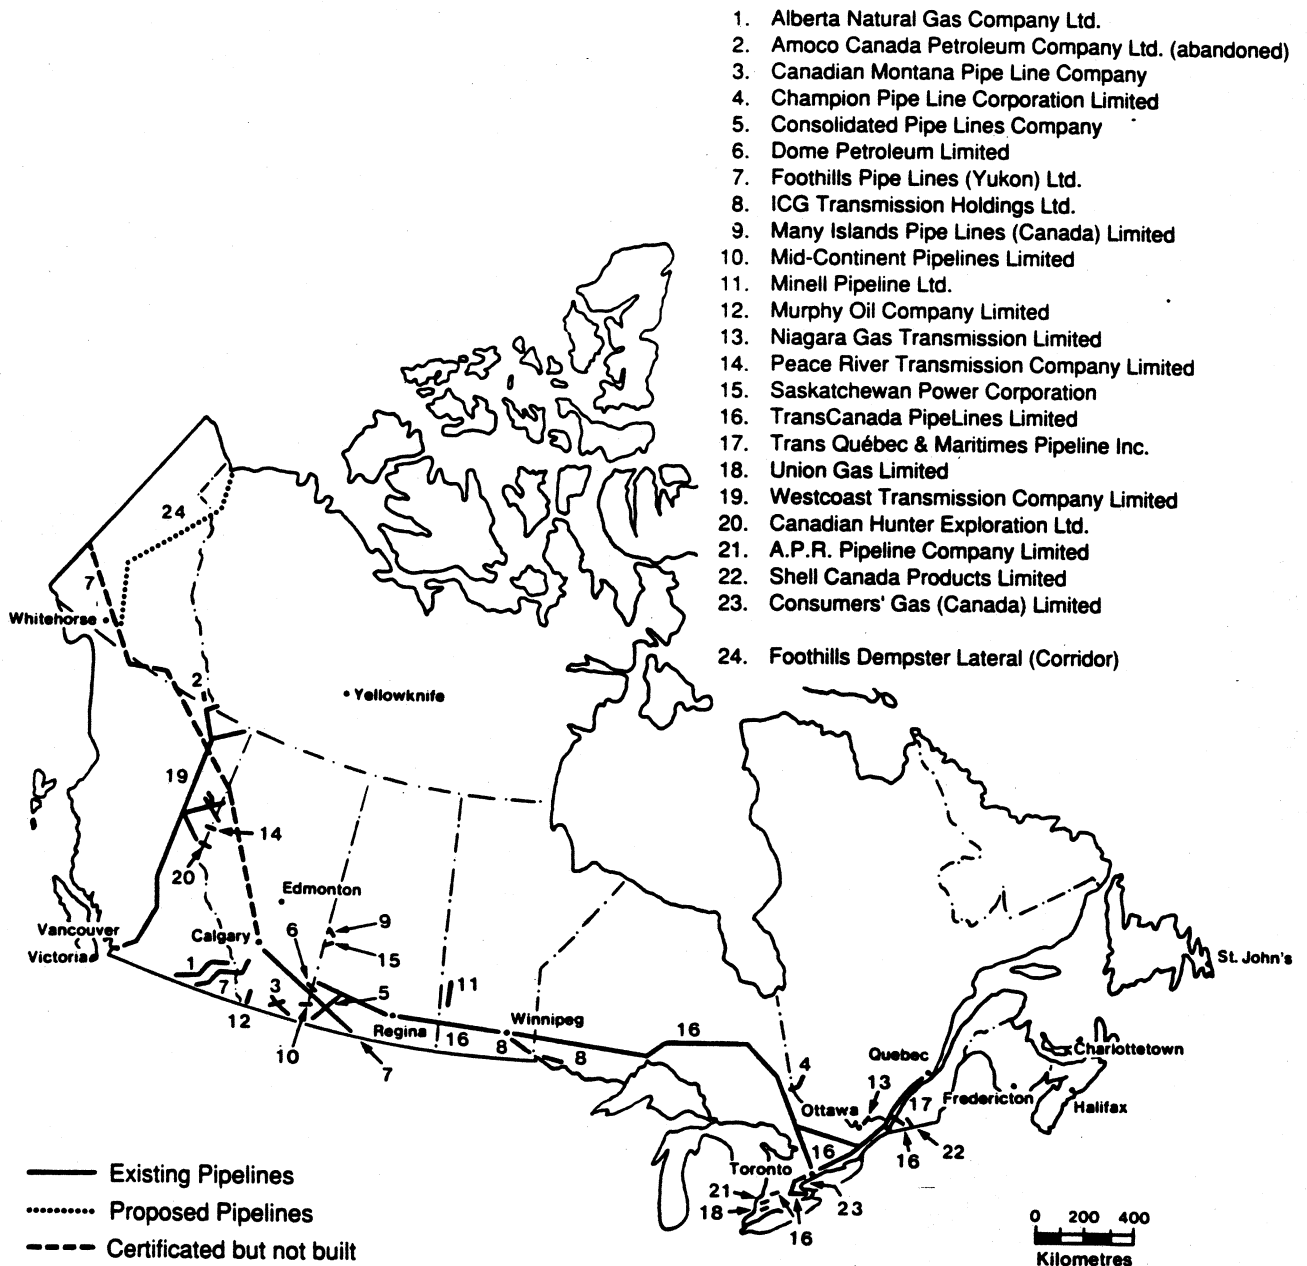 1. Alberta Natural Gas Company Ltd.
2. Amoco Canada Petroleum Company Ltd. (abandoned)
3. Canadian Montana Pipe Line Company
4. Champion Pipe Line Corporation Limited
5. Consolidated Pipe Lines Company
6. Dome Petroleum Limited
7. Foothills Pipe Lines (Yukon) Ltd.
8. ICG Transmission Holdings Ltd.
9. Many Islands Pipe Lines (Canada) Limited
10. Mid-Continent Pipelines Limited
11. Minell Pipeline Ltd.
12. Murphy Oil Company Limited
13. Niagara Gas Transmission Limited
14. Peace River Transmission Company Limited
15. Saskatchewan Power Corporation
16. TransCanada PipeLines Limited
17. Trans Québec & Maritimes Pipeline Inc.
18. Union Gas Limited
19. Westcoast Transmission Company Limited
20. Canadian Hunter Exploration Ltd.
21. A.P.R. Pipeline Company Limited
22. Shell Canada Products Limited
23. Consumers' Gas (Canada) Limited
24. Foothills Dempster Lateral (Corridor)
24
7
Whitehorse
2
Yellowknife
19
14
20
Edmonton
Vancouver
Calgary
6
9
Victoria
15
1
7
3
5
11
12
Regina
16
Winnipeg
10
7
8
8
16
4
Quebec
13
Ottawa
17
Fredericton
Charlottetown
Halifax
St. John's
16
22
16
Toronto
21
18
23
16
Existing Pipelines
Proposed Pipelines
Certificated but not built
0 200 400
Kilometres